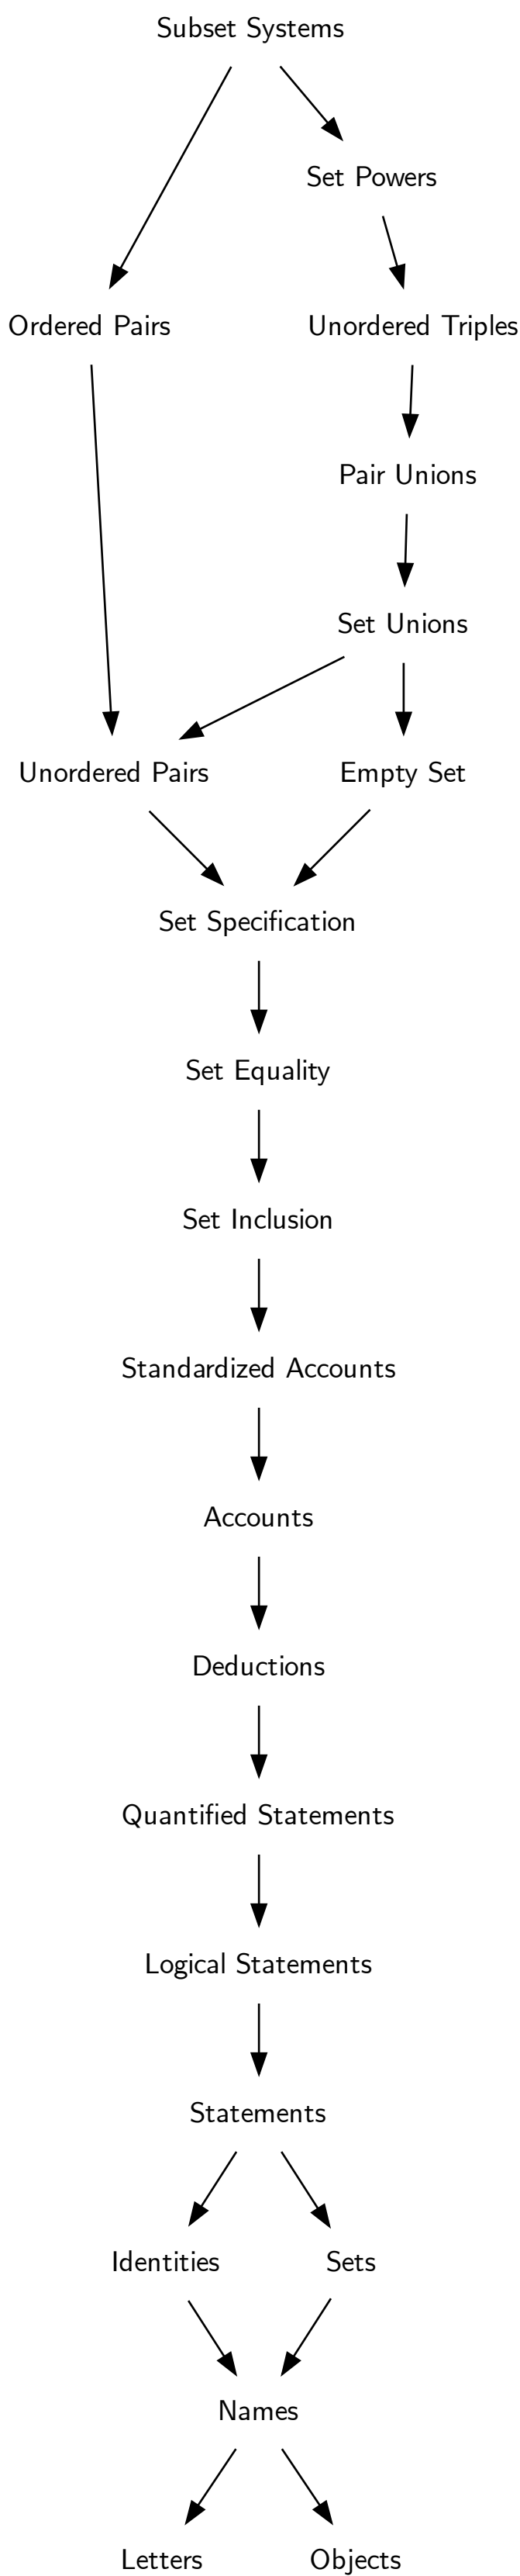 Subset Systems
Set Powers
Ordered Pairs
Unordered Triples
Pair Unions
Set Unions
Unordered Pairs
Empty Set
Set Specification
Set Equality
Set Inclusion
Standardized Accounts
Accounts
Deductions
Quantified Statements
Logical Statements
Statements
Identities
Sets
Names
Letters
Objects